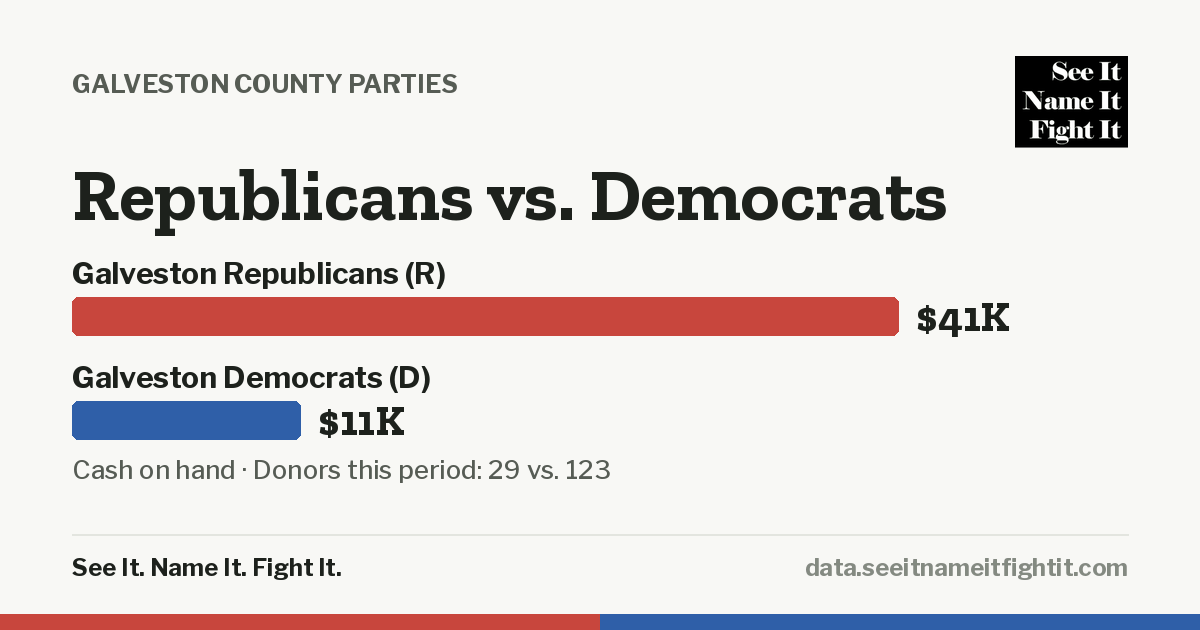 GALVESTON COUNTY PARTIES
See It
Name It
Fight It
Republicans vs. Democrats
Galveston Republicans (R)
$41K
Galveston Democrats (D)
$11K
Cash on hand · Donors this period: 29 vs. 123
See It. Name It. Fight It.
data.seeitnameitfightit.com